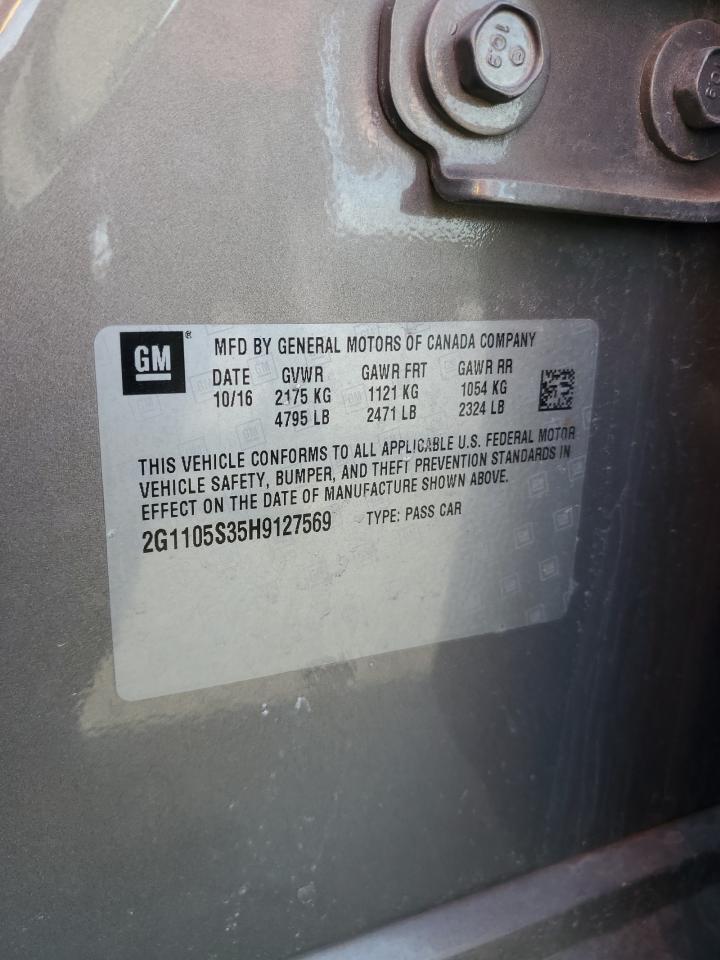 10.9
GM ®
MFD BY GENERAL MOTORS OF CANADA COMPANY
DATE GVWR GAWR FRT GAWR RR
10/16 2175 KG 1121 KG 1054 KG
4795 LB 2471 LB 2324 LB
THIS VEHICLE CONFORMS TO ALL APPLICABLE U.S. FEDERAL MOTOR
VEHICLE SAFETY, BUMPER, AND THEFT PREVENTION STANDARDS IN
EFFECT ON THE DATE OF MANUFACTURE SHOWN ABOVE.
2G1105S35H9127569 TYPE: PASS CAR